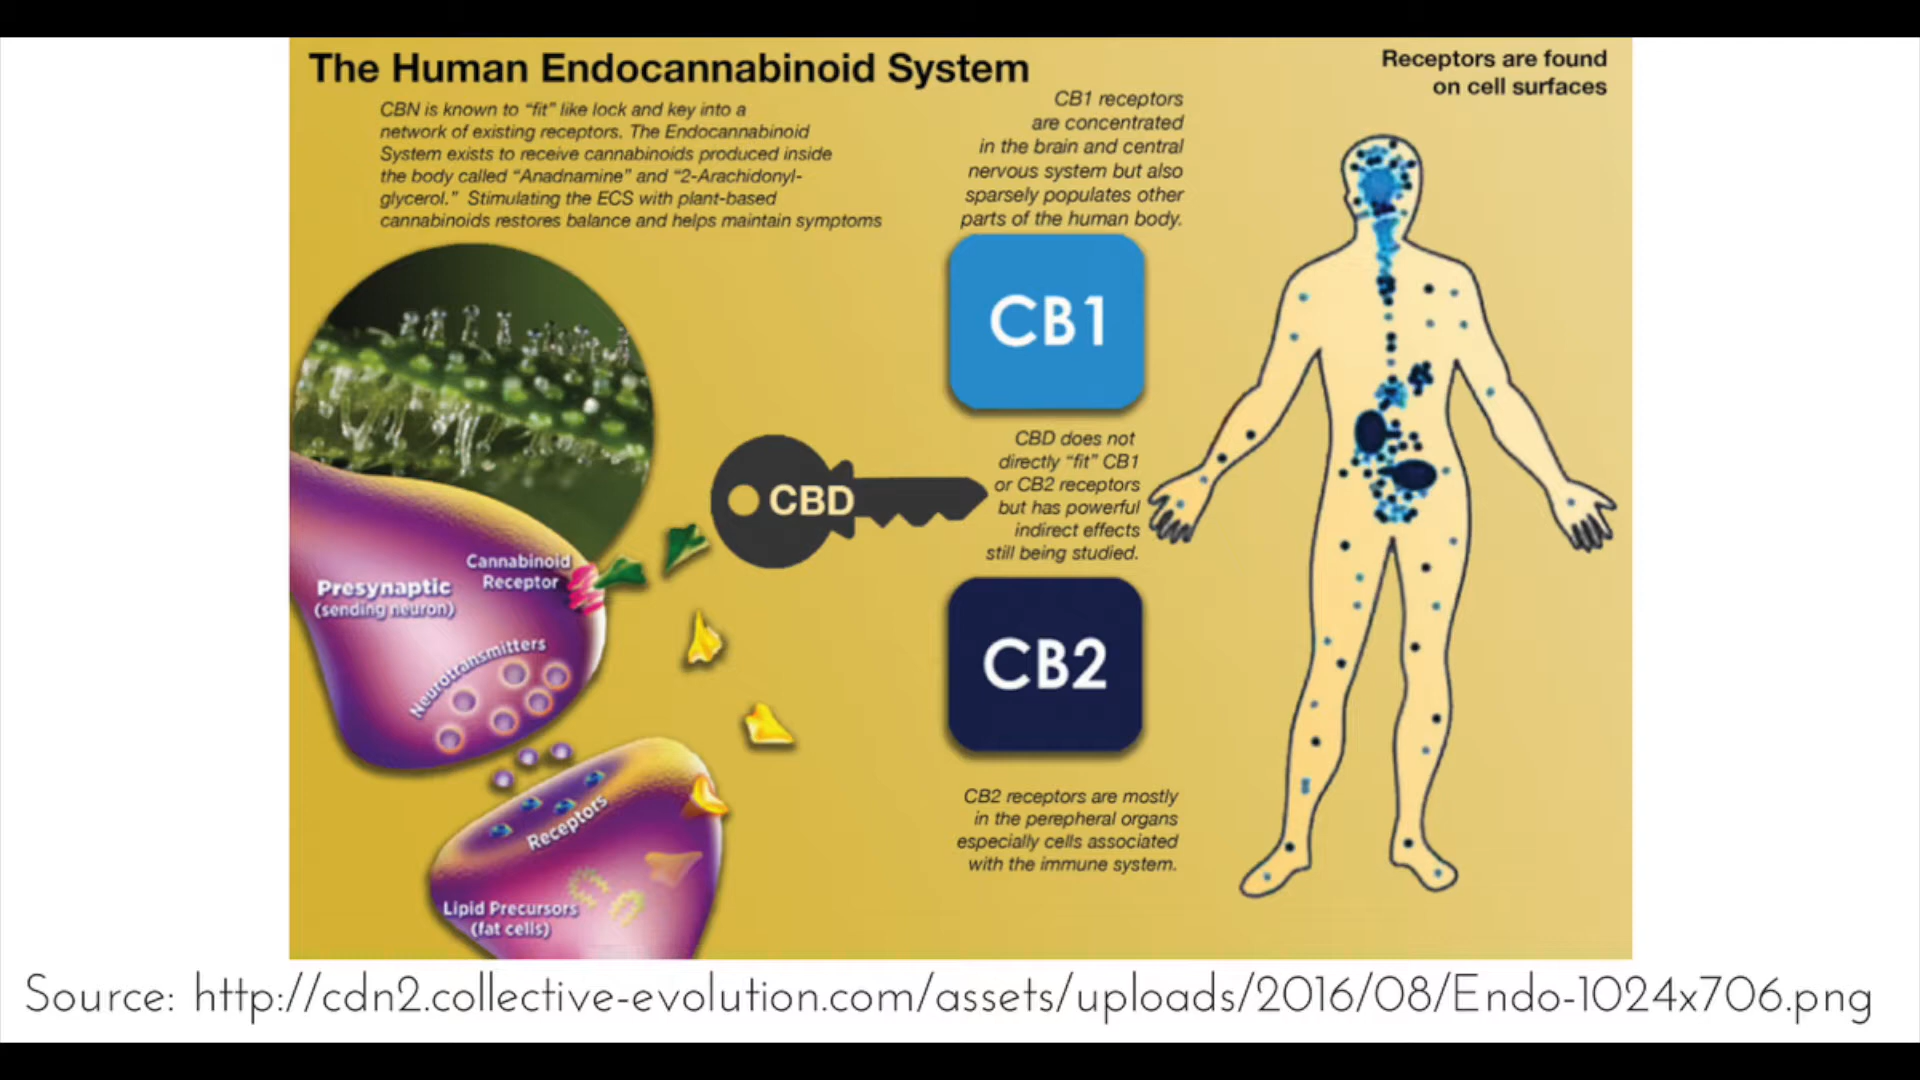 The Human Endocannabinoid System
CBN is known to “fit” like lock and key into a
network of existing receptors. The Endocannabinoid
System exists to receive cannabinoids produced inside
the body called “Anadnamine” and “2-Arachidonyl-
glycerol.” Stimulating the ECS with plant-based
cannabinoids restores balance and helps maintain symptoms
CB1 receptors
are concentrated
in the brain and central
nervous system but also
sparsely populates other
parts of the human body.
Receptors are found
on cell surfaces
CB1
CBD
CBD does not
directly “fit” CB1
or CB2 receptors
but has powerful
indirect effects
still being studied.
CB2
CB2 receptors are mostly
in the perepheral organs
especially cells associated
with the immune system.
Cannabinoid
Receptor
Presynaptic
(sending neuron)
Neurotransmitters
Receptors
Lipid Precursors
(fat cells)
Source: http://cdn2.collective-evolution.com/assets/uploads/2016/08/Endo-1024x706.png